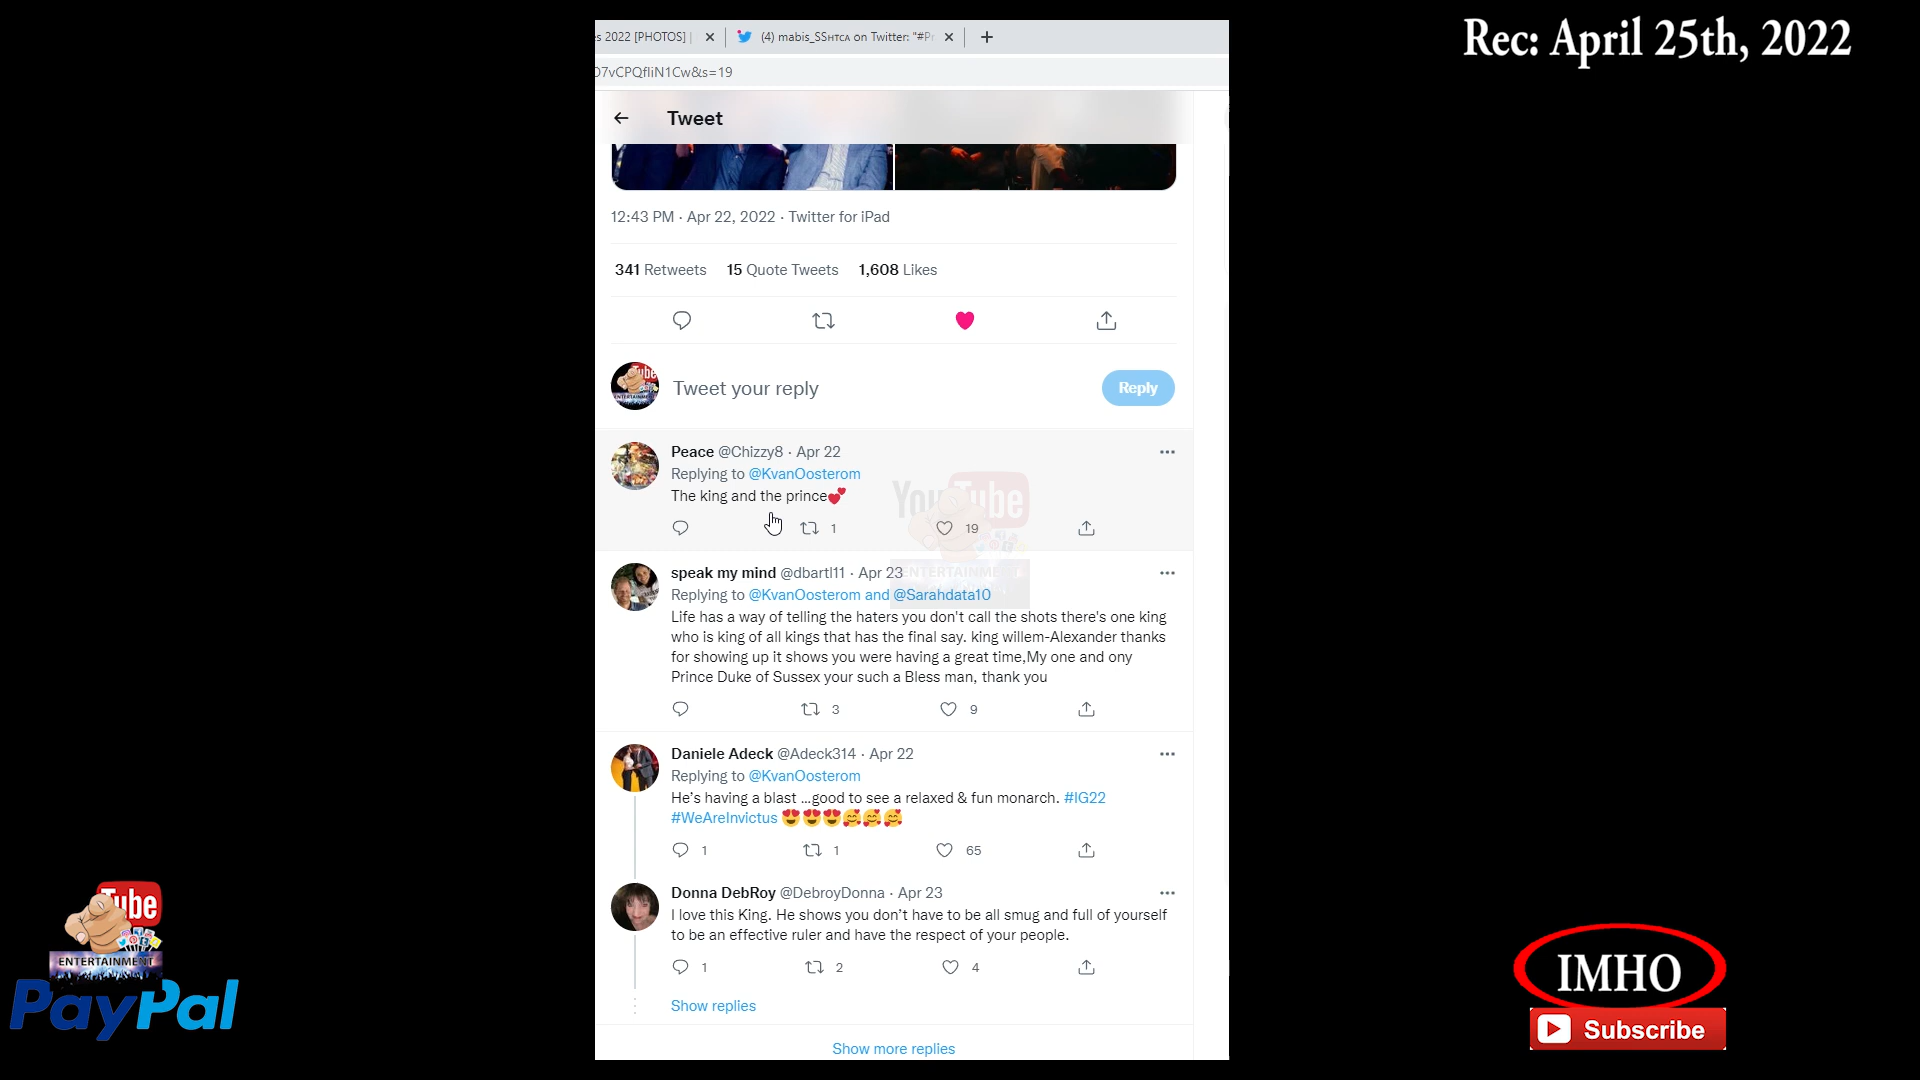 Rec: April 25th, 2022
s 2022 [PHOTOS] |
(4) mabis_SSHTCA on Twitter: "#P
D7vCPQfliN1Cw&s=19
Tweet
12:43 PM · Apr 22, 2022 · Twitter for iPad
341 Retweets 15 Quote Tweets 1,608 Likes
Tweet your reply
Reply
Peace @Chizzy8 · Apr 22
Replying to @KvanOosterom
The king and the prince💕
1 19
YouTube
ENTERTAINMENT
speak my mind @dbartl11 · Apr 23
Replying to @KvanOosterom and @Sarahdata10
Life has a way of telling the haters you don't call the shots there's one king
who is king of all kings that has the final say. king willem-Alexander thanks
for showing up it shows you were having a great time,My one and ony
Prince Duke of Sussex your such a Bless man, thank you
3 9
Daniele Adeck @Adeck314 · Apr 22
Replying to @KvanOosterom
He's having a blast ...good to see a relaxed & fun monarch. #IG22
#WeAreInvictus 😍😍😍🥰🥰🥰
1 1 65
Donna DebRoy @DebroyDonna · Apr 23
I love this King. He shows you don't have to be all smug and full of yourself
to be an effective ruler and have the respect of your people.
1 2 4
Show replies
Show more replies
Tube
ENTERTAINMENT
PayPal
IMHO
Subscribe